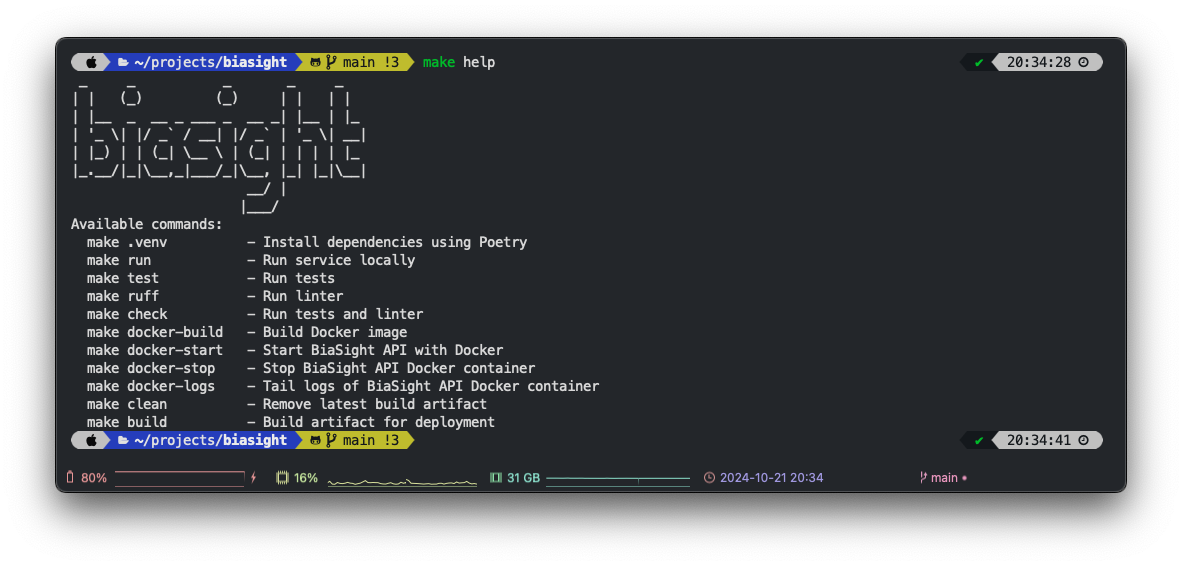 ~/projects/biasight main !3 make help ✔ 20:34:28
biasight
Available commands:
make .venv – Install dependencies using Poetry
make run – Run service locally
make test – Run tests
make ruff – Run linter
make check – Run tests and linter
make docker-build – Build Docker image
make docker-start – Start BiaSight API with Docker
make docker-stop – Stop BiaSight API Docker container
make docker-logs – Tail logs of BiaSight API Docker container
make clean – Remove latest build artifact
make build – Build artifact for deployment
~/projects/biasight main !3 ✔ 20:34:41
80% 16% 31 GB 2024-10-21 20:34 main •